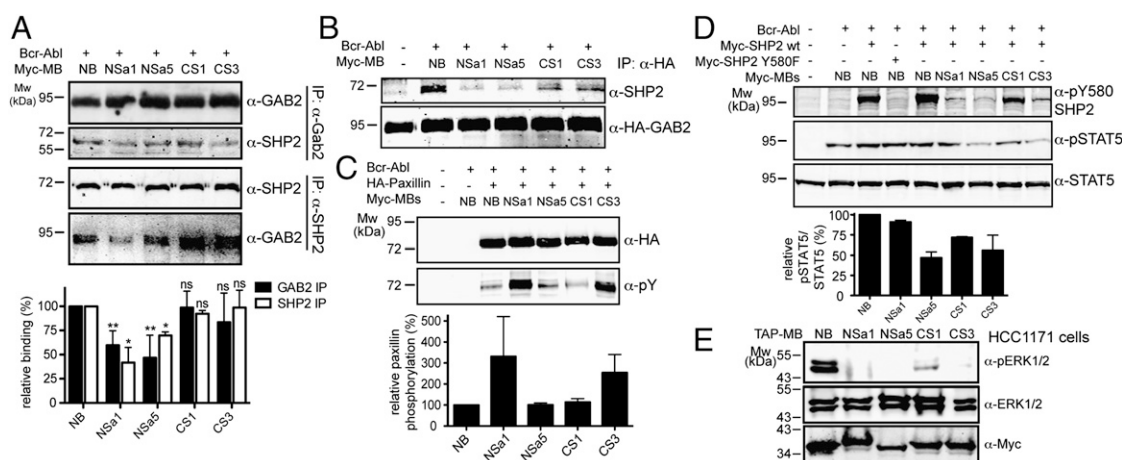 A
Bcr-Abl + + + + +
Myc-MB NB NSa1 NSa5 CS1 CS3
Mw (kDa)
95 α-GAB2
72
55 α-SHP2
IP: α-Gab2
72 α-SHP2
95 α-GAB2
IP: α-SHP2
relative binding (%)
125
100
75
50
25
0
** * ** * ns ns ns ns
GAB2 IP
SHP2 IP
NB NSa1 NSa5 CS1 CS3
B
Bcr-Abl - + + + + +
Myc-MB - NB NSa1 NSa5 CS1 CS3 IP: α-HA
Mw (kDa)
72 α-SHP2
95 α-HA-GAB2
C
Bcr-Abl - + + + + + +
HA-Paxillin - - + + + + +
Myc-MBs - NB NB NSa1 NSa5 CS1 CS3
Mw (kDa)
95
72 α-HA
72 α-pY
relative paxillin phosphorylation (%)
500
400
300
200
100
NB NSa1 NSa5 CS1 CS3
D
Bcr-Abl - + + + + + + + +
Myc-SHP2 wt - - + - + + + + +
Myc-SHP2 Y580F - - - + - - - - -
Myc-MBs - NB NB NB NB NSa1 NSa5 CS1 CS3
Mw (kDa)
95 α-pY580 SHP2
95 α-pSTAT5
95 α-STAT5
relative pSTAT5/ STAT5 (%)
100
75
50
25
0
NB NSa1 NSa5 CS1 CS3
E
TAP-MB NB NSa1 NSa5 CS1 CS3 HCC1171 cells
Mw (kDa)
55
43 α-pERK1/2
55
43 α-ERK1/2
43
34 α-Myc